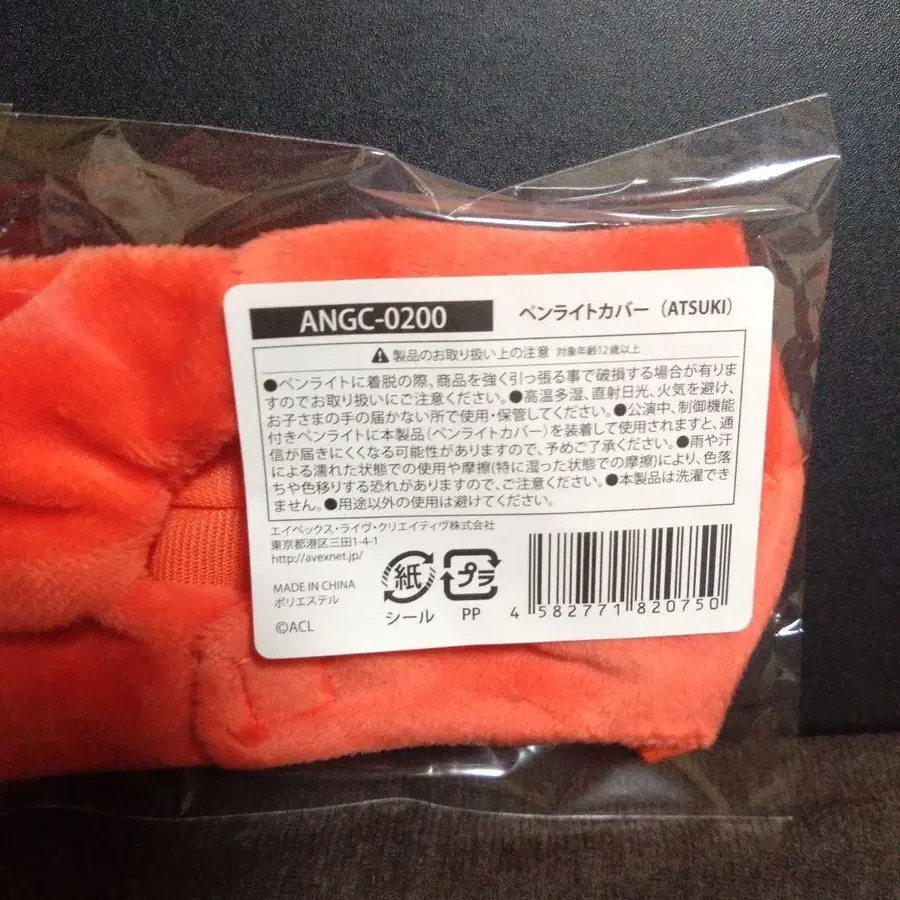 ANGC-0200 ペンライトカバー（ATSUKI）
製品のお取り扱い上の注意 対象年齢12歳以上
●ペンライトに着脱の際、商品を強く引っ張る事で破損する場合が有りま
すのでお取り扱いにご注意ください。●高温多湿、直射日光、火気を避け、
お子さまの手の届かない所で使用・保管してください。●公演中、制御機能
付きペンライトに本製品（ペンライトカバー）を装着して使用されますと、通
信が届きにくくなる可能性がありますので、予めご了承ください。●雨や汗
による濡れた状態での使用や摩擦（特に湿った状態での摩擦）により、色落
ちや色移りする恐れがありますので、ご注意ください。●本製品は洗濯でき
ません。●用途以外の使用は避けてください。
エイベックス・ライヴ・クリエイティヴ株式会社
東京都港区三田1-4-1
http://avexnet.jp/
MADE IN CHINA
ポリエステル
©ACL
紙
シール
プラ
PP
4 582771 820750